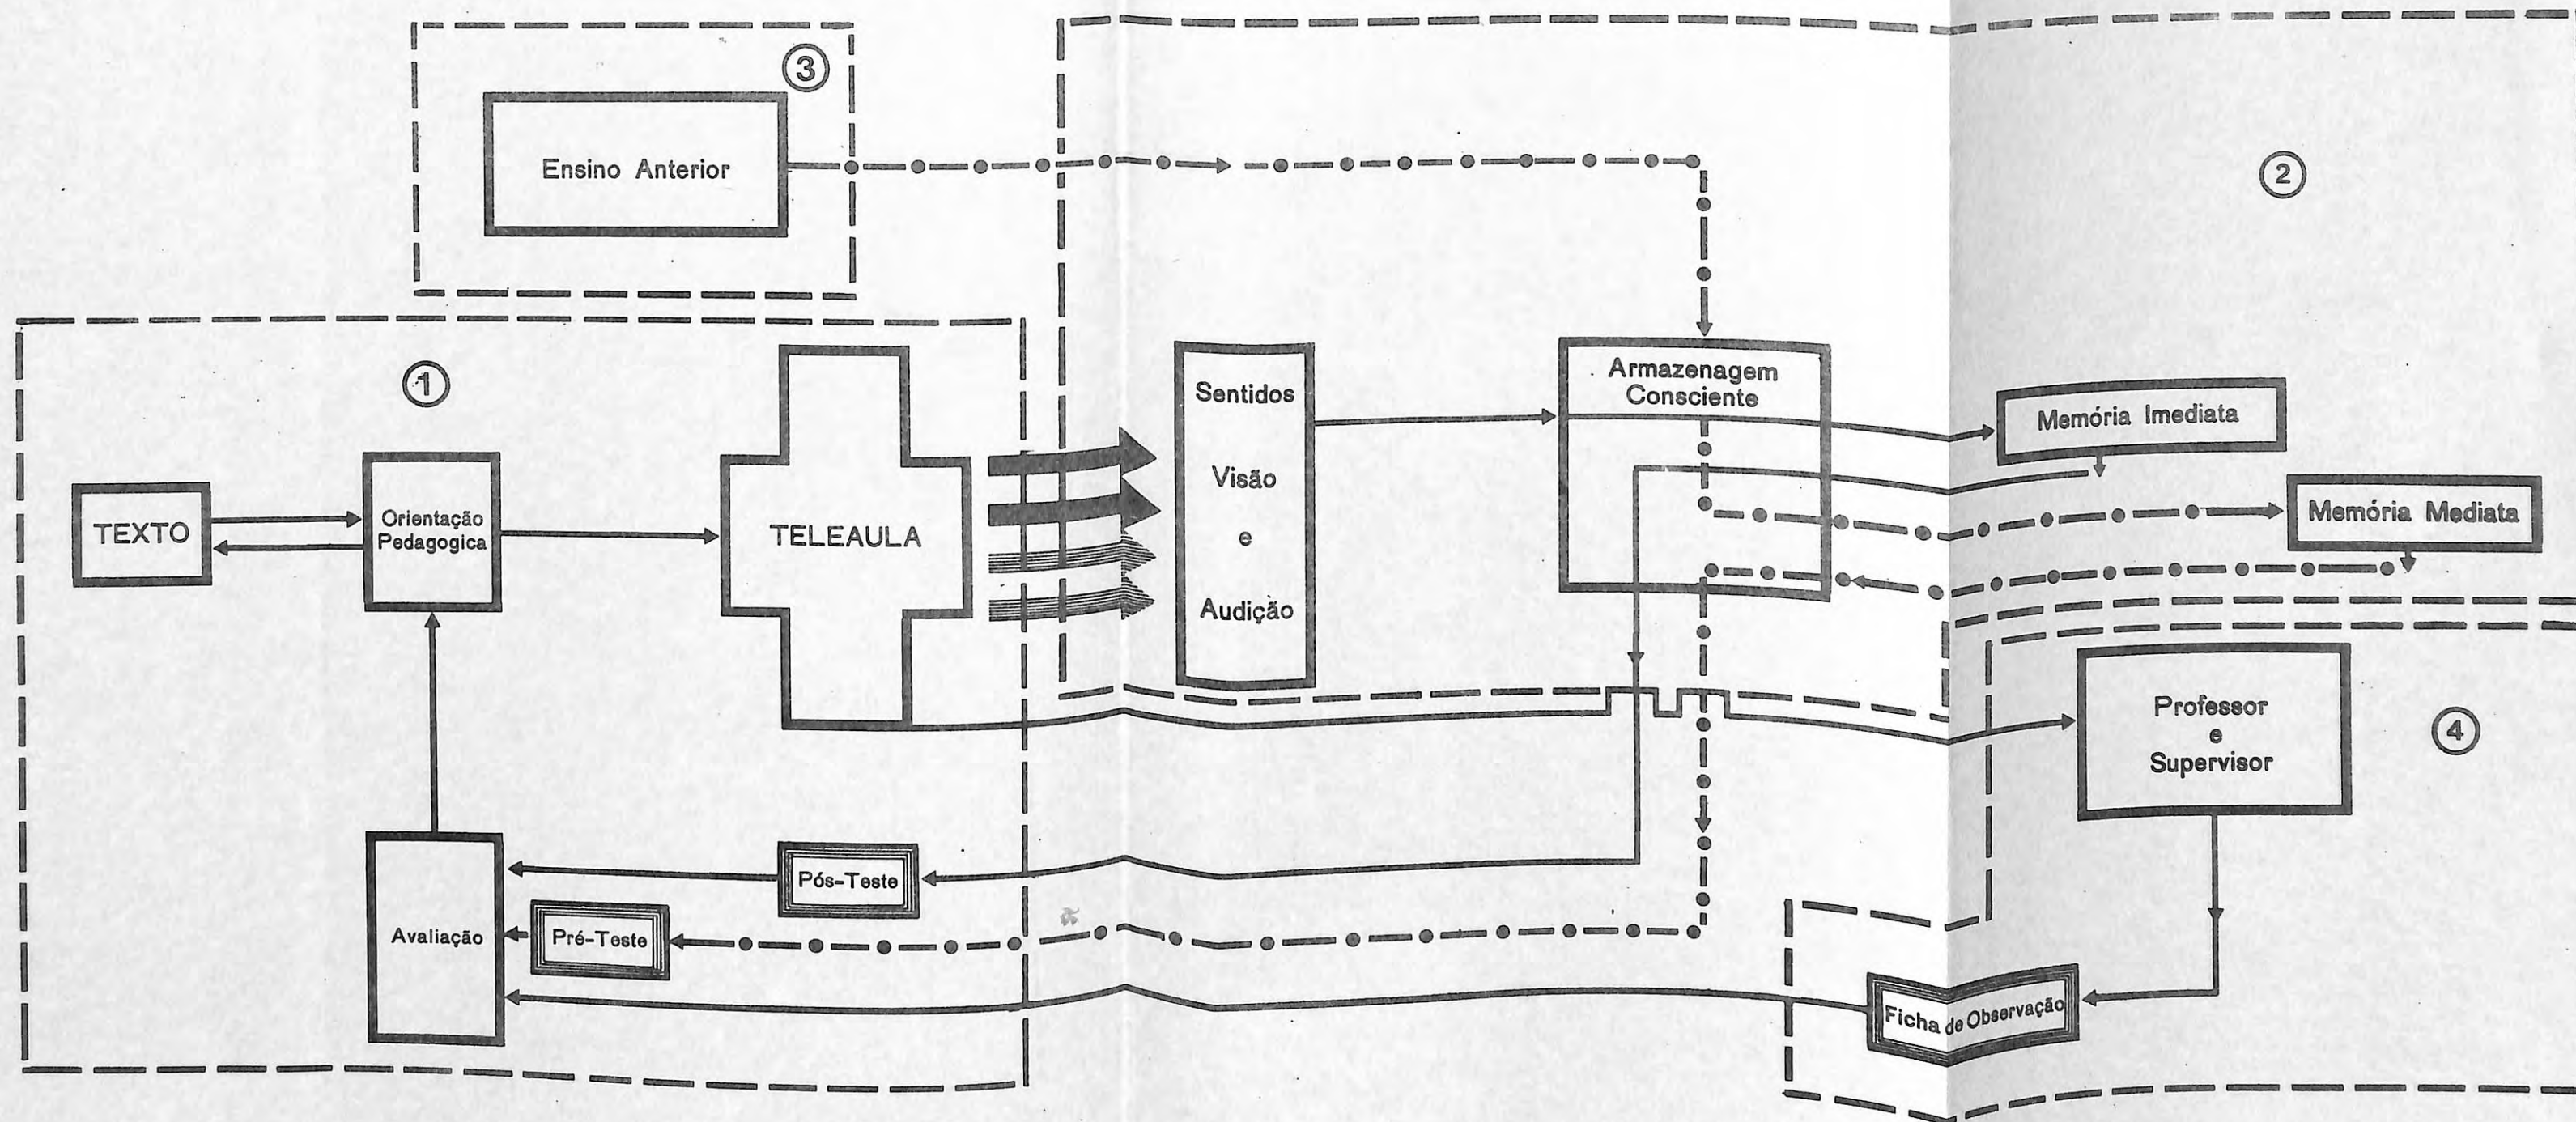 3
Ensino Anterior
2
1
TEXTO
Orientação
Pedagogica
TELEAULA
Sentidos
Visão
e
Audição
Armazenagem
Consciente
Memória Imediata
Memória Mediata
Professor
e
Supervisor
4
Avaliação
Pós-Teste
Pré-Teste
Ficha de Observação